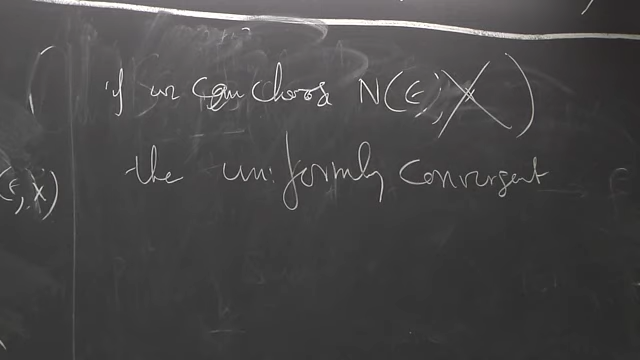 if we can choose N(ε; X)
the uniformly convergent
ε, x)